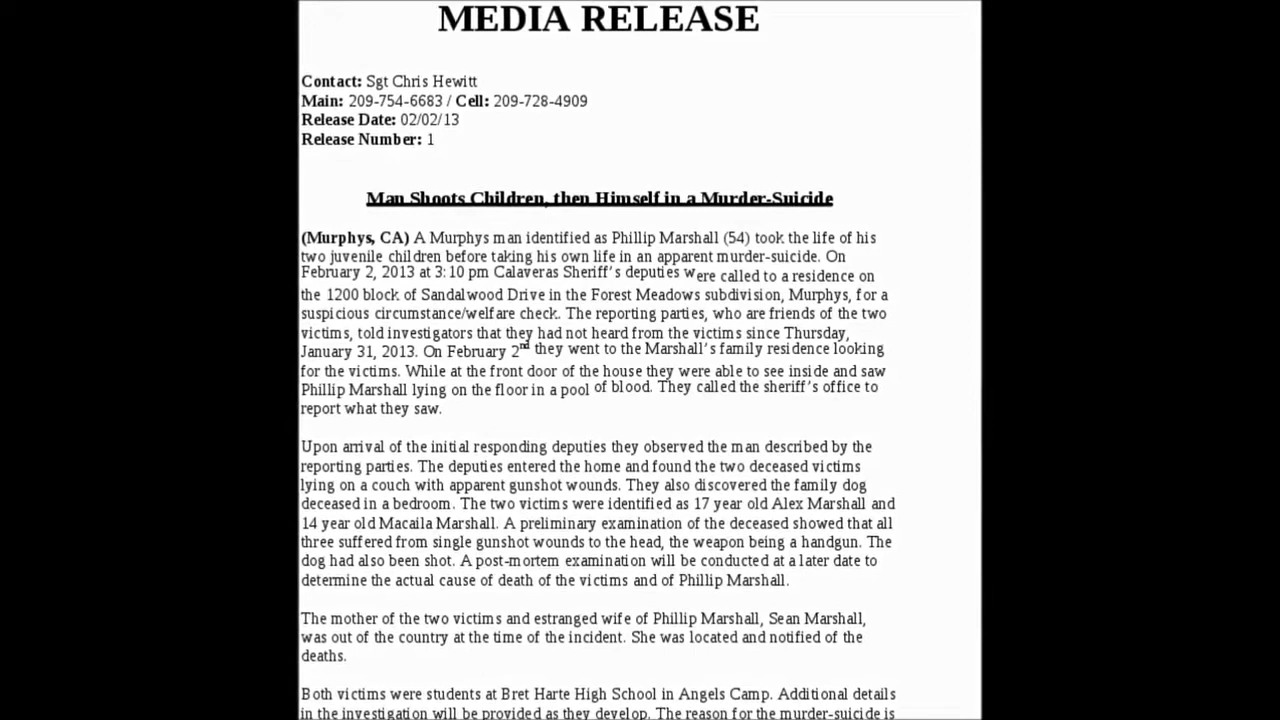 MEDIA RELEASE
Contact: Sgt Chris Hewitt
Main: 209-754-6683 / Cell: 209-728-4909
Release Date: 02/02/13
Release Number: 1
Man Shoots Children, then Himself in a Murder-Suicide
(Murphys, CA) A Murphys man identified as Phillip Marshall (54) took the life of his
two juvenile children before taking his own life in an apparent murder-suicide. On
February 2, 2013 at 3:10 pm Calaveras Sheriff's deputies were called to a residence on
the 1200 block of Sandalwood Drive in the Forest Meadows subdivision, Murphys, for a
suspicious circumstance/welfare check. The reporting parties, who are friends of the two
victims, told investigators that they had not heard from the victims since Thursday,
January 31, 2013. On February 2nd they went to the Marshall's family residence looking
for the victims. While at the front door of the house they were able to see inside and saw
Phillip Marshall lying on the floor in a pool of blood. They called the sheriff's office to
report what they saw.
Upon arrival of the initial responding deputies they observed the man described by the
reporting parties. The deputies entered the home and found the two deceased victims
lying on a couch with apparent gunshot wounds. They also discovered the family dog
deceased in a bedroom. The two victims were identified as 17 year old Alex Marshall and
14 year old Macaila Marshall. A preliminary examination of the deceased showed that all
three suffered from single gunshot wounds to the head, the weapon being a handgun. The
dog had also been shot. A post-mortem examination will be conducted at a later date to
determine the actual cause of death of the victims and of Phillip Marshall.
The mother of the two victims and estranged wife of Phillip Marshall, Sean Marshall,
was out of the country at the time of the incident. She was located and notified of the
deaths.
Both victims were students at Bret Harte High School in Angels Camp. Additional details
in the investigation will be provided as they develop. The reason for the murder-suicide is